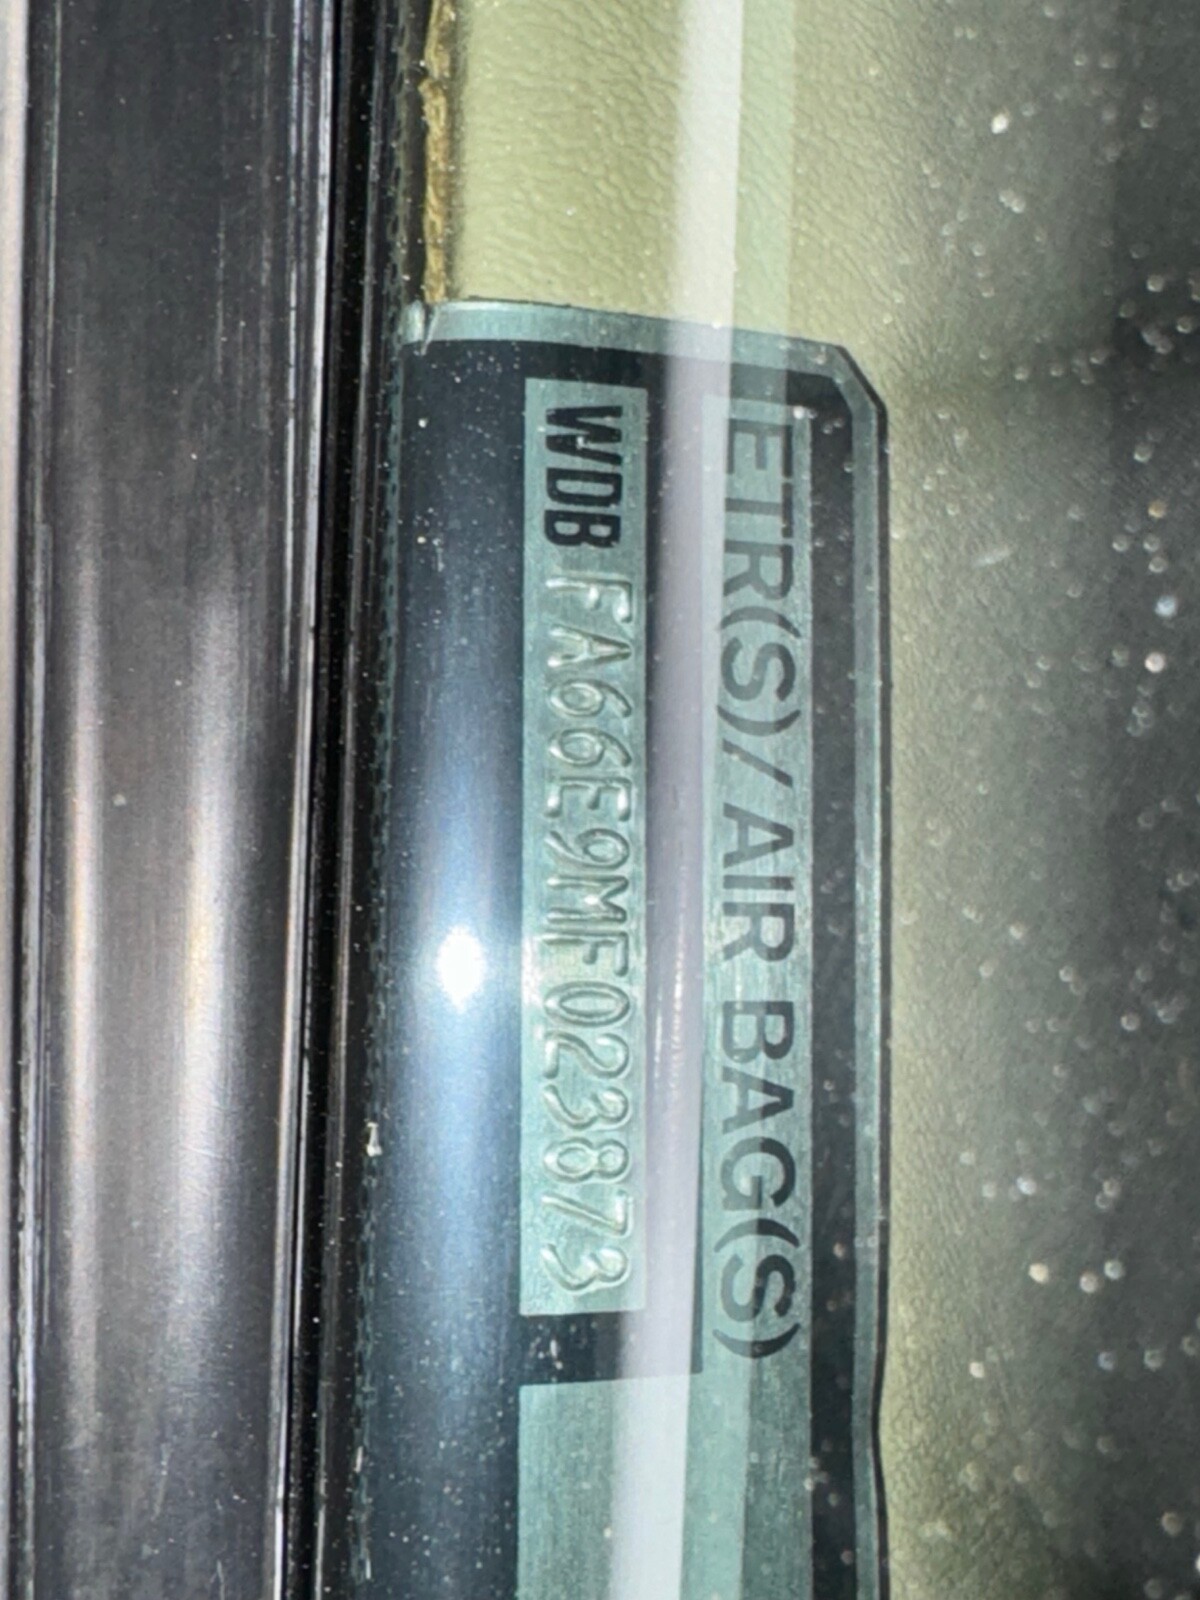 ETR(S)/ AIR BAG(S)
WDB FA66E9MF023873